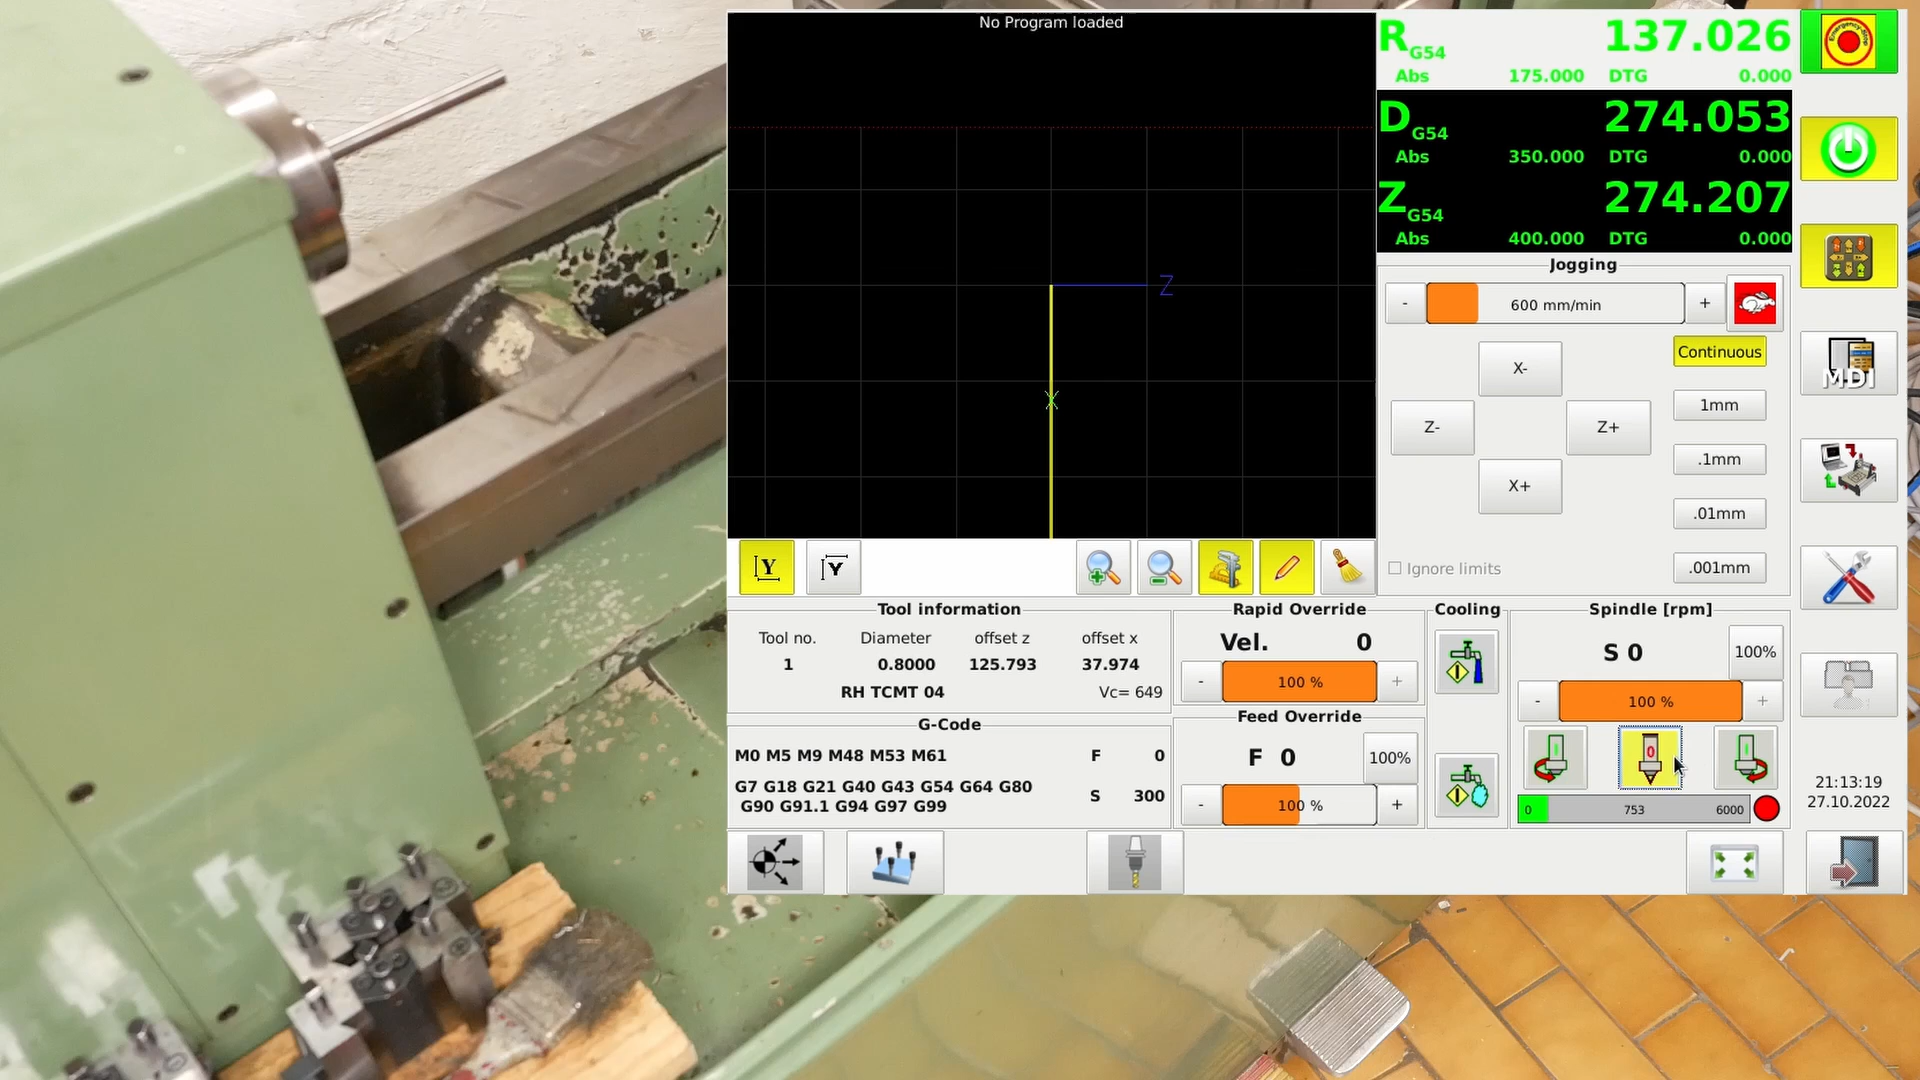 No Program loaded
R G54 137.026
Abs 175.000 DTG 0.000
D G54 274.053
Abs 350.000 DTG 0.000
Z G54 274.207
Abs 400.000 DTG 0.000
Emergency-Stop
Jogging
- 600 mm/min +
Continuous
X-
1mm
Z- Z+
.1mm
X+
.01mm
Ignore limits
.001mm
MDI
Z
X
Y Y
Tool information
Tool no. Diameter offset z offset x
1 0.8000 125.793 37.974
RH TCMT 04 Vc= 649
G-Code
M0 M5 M9 M48 M53 M61 F 0
G7 G18 G21 G40 G43 G54 G64 G80
G90 G91.1 G94 G97 G99
S 300
Rapid Override
Vel. 0
- 100 % +
Feed Override
F 0 100%
- 100 % +
Cooling
Spindle [rpm]
S 0 100%
- 100 % +
I 0 I
0 753 6000
21:13:19
27.10.2022